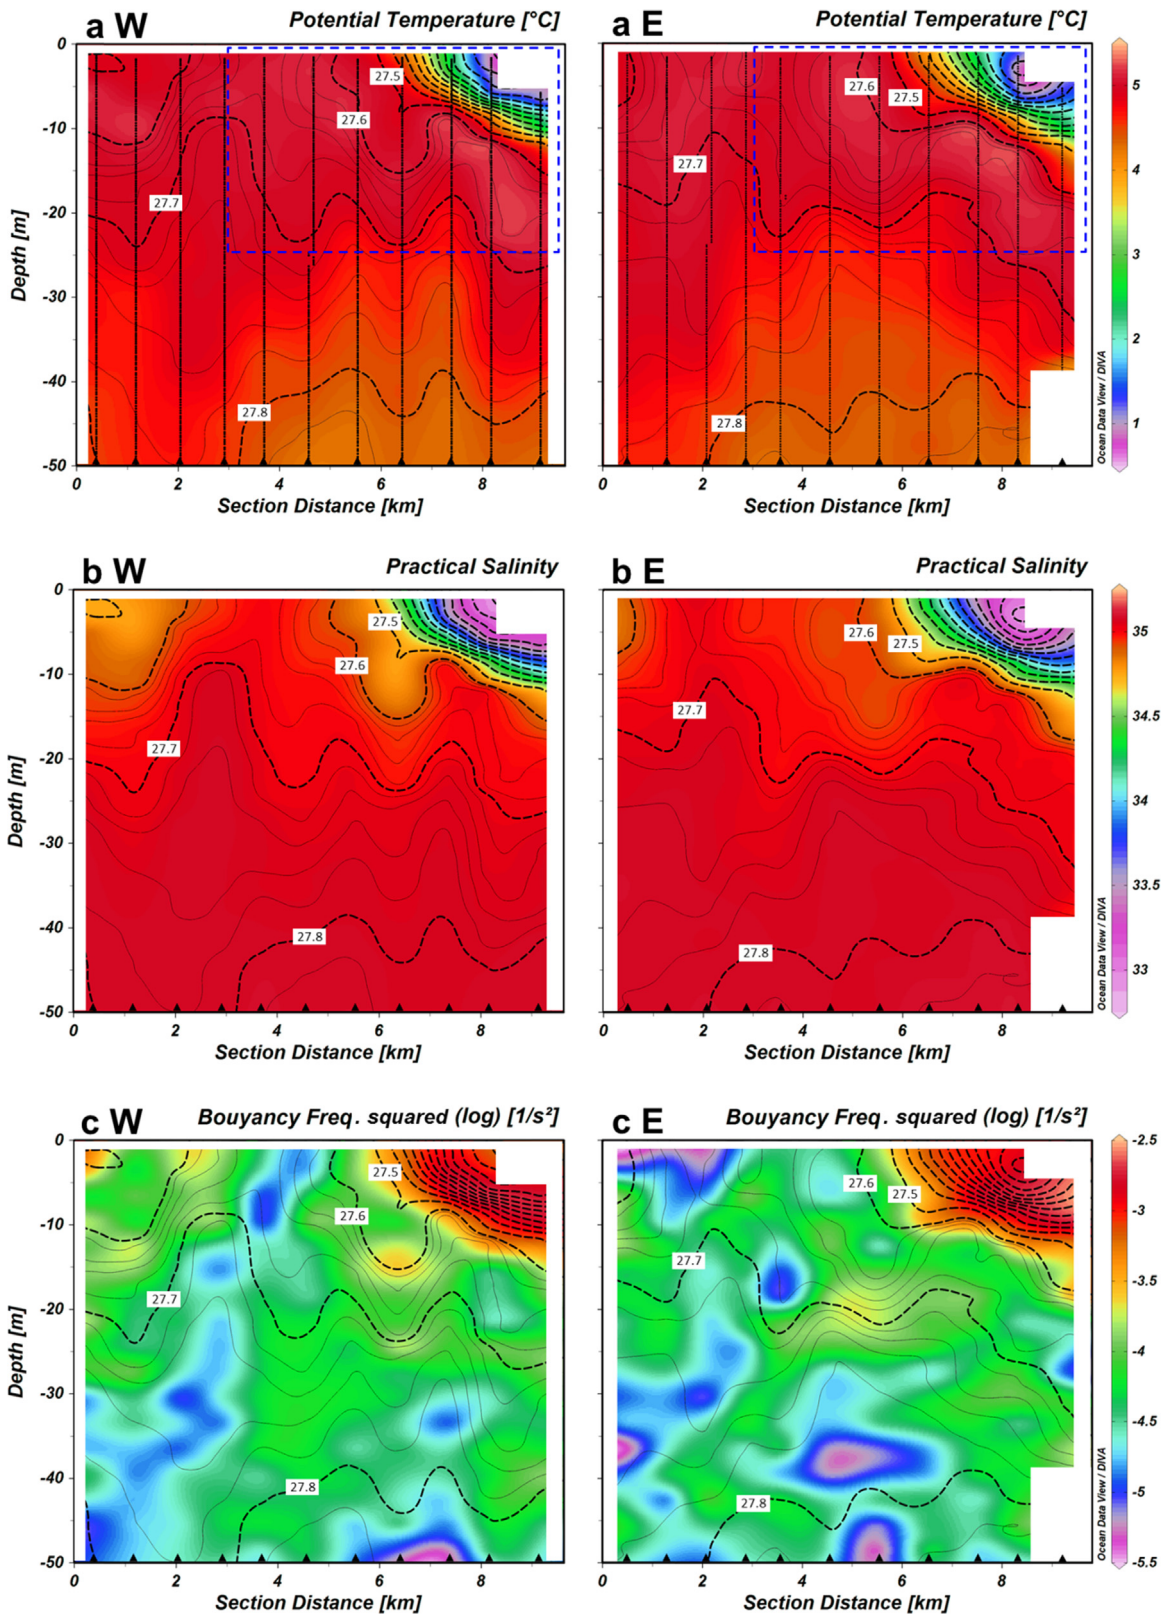 a W
Potential Temperature [°C]
a E
Potential Temperature [°C]
0
-10
-20
-30
-40
-50
Depth [m]
27.5
27.6
27.7
27.8
0 2 4 6 8
Section Distance [km]
27.6
27.5
27.7
27.8
0 2 4 6 8
Section Distance [km]
5
4
3
2
1
Ocean Data View / DIVA
b W
Practical Salinity
b E
Practical Salinity
0
-10
-20
-30
-40
-50
Depth [m]
27.5
27.6
27.7
27.8
0 2 4 6 8
Section Distance [km]
27.6
27.5
27.7
27.8
0 2 4 6 8
Section Distance [km]
35
34.5
34
33.5
33
Ocean Data View / DIVA
c W
Bouyancy Freq. squared (log) [1/s²]
c E
Bouyancy Freq. squared (log) [1/s²]
0
-10
-20
-30
-40
-50
Depth [m]
27.5
27.6
27.7
27.8
0 2 4 6 8
Section Distance [km]
27.6
27.5
27.7
27.8
0 2 4 6 8
Section Distance [km]
-2.5
-3
-3.5
-4
-4.5
-5
-5.5
Ocean Data View / DIVA